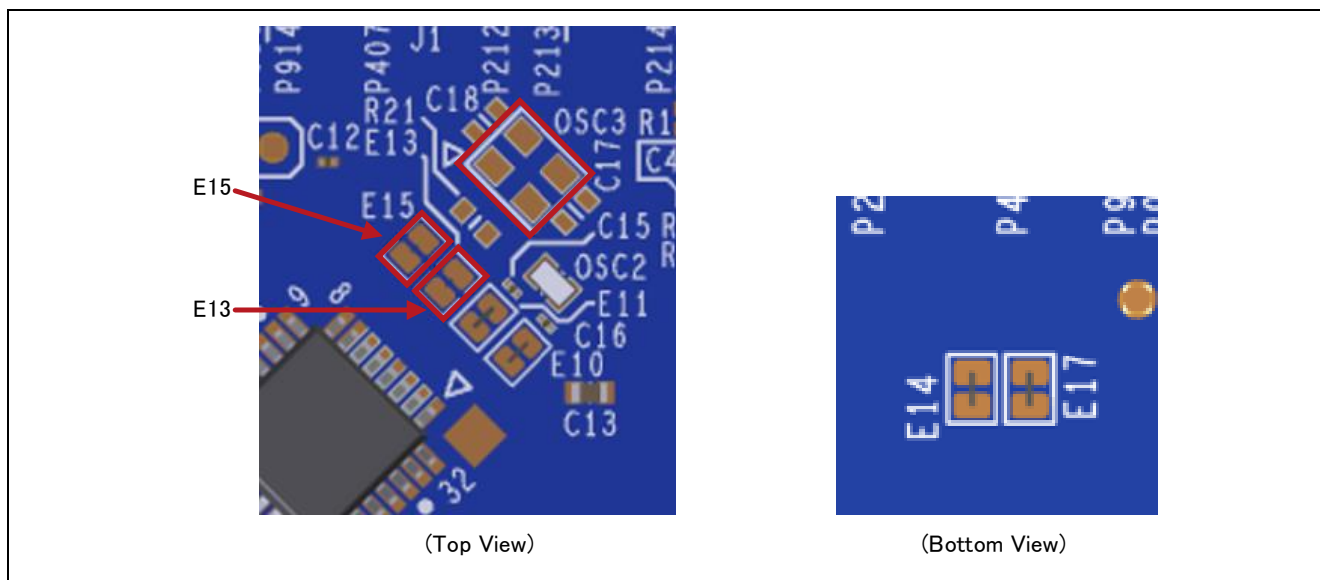 P914
P407
J1
P212
P213
P214
R21
C18
OSC3
C12
E13
C17
E15
E15
C15
OSC2
E13
E11
9
8
C16
E10
C13
32
(Top View)
P2
P4
P9
E14
E17
(Bottom View)